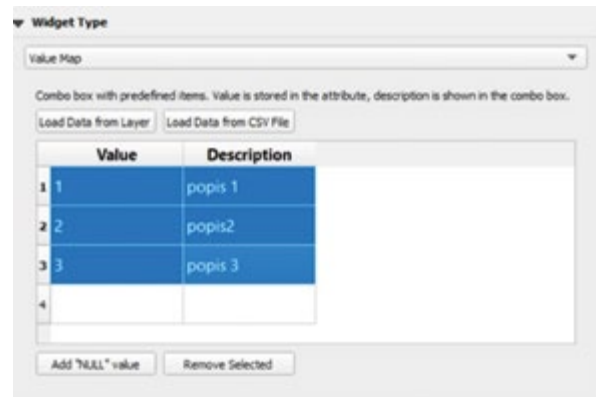 Widget Type
Value Map
Combo box with predefined items. Value is stored in the attribute, description is shown in the combo box.
Load Data from Layer Load Data from CSV File
Value Description
1 1 popis 1
2 2 popis2
3 3 popis 3
4
Add "NULL" value Remove Selected